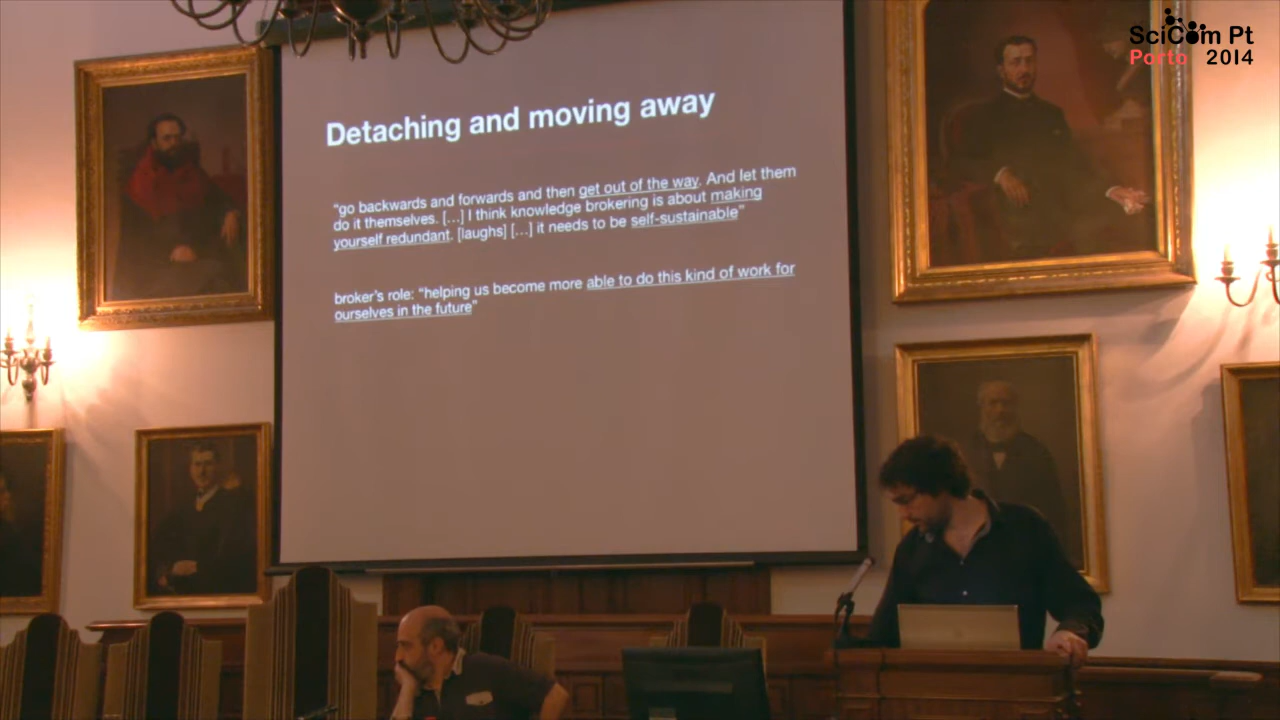 SciCom Pt
Porto 2014
Detaching and moving away
“go backwards and forwards and then get out of the way. And let them
do it themselves. [...] I think knowledge brokering is about making
yourself redundant. [laughs] [...] it needs to be self-sustainable”
broker’s role: “helping us become more able to do this kind of work for
ourselves in the future”